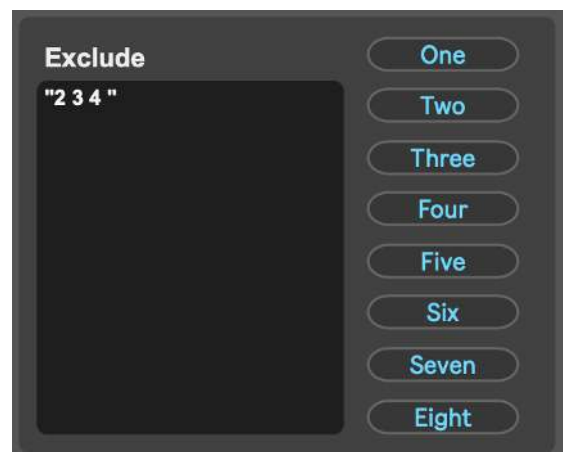 Exclude
"2 3 4 "
One
Two
Three
Four
Five
Six
Seven
Eight